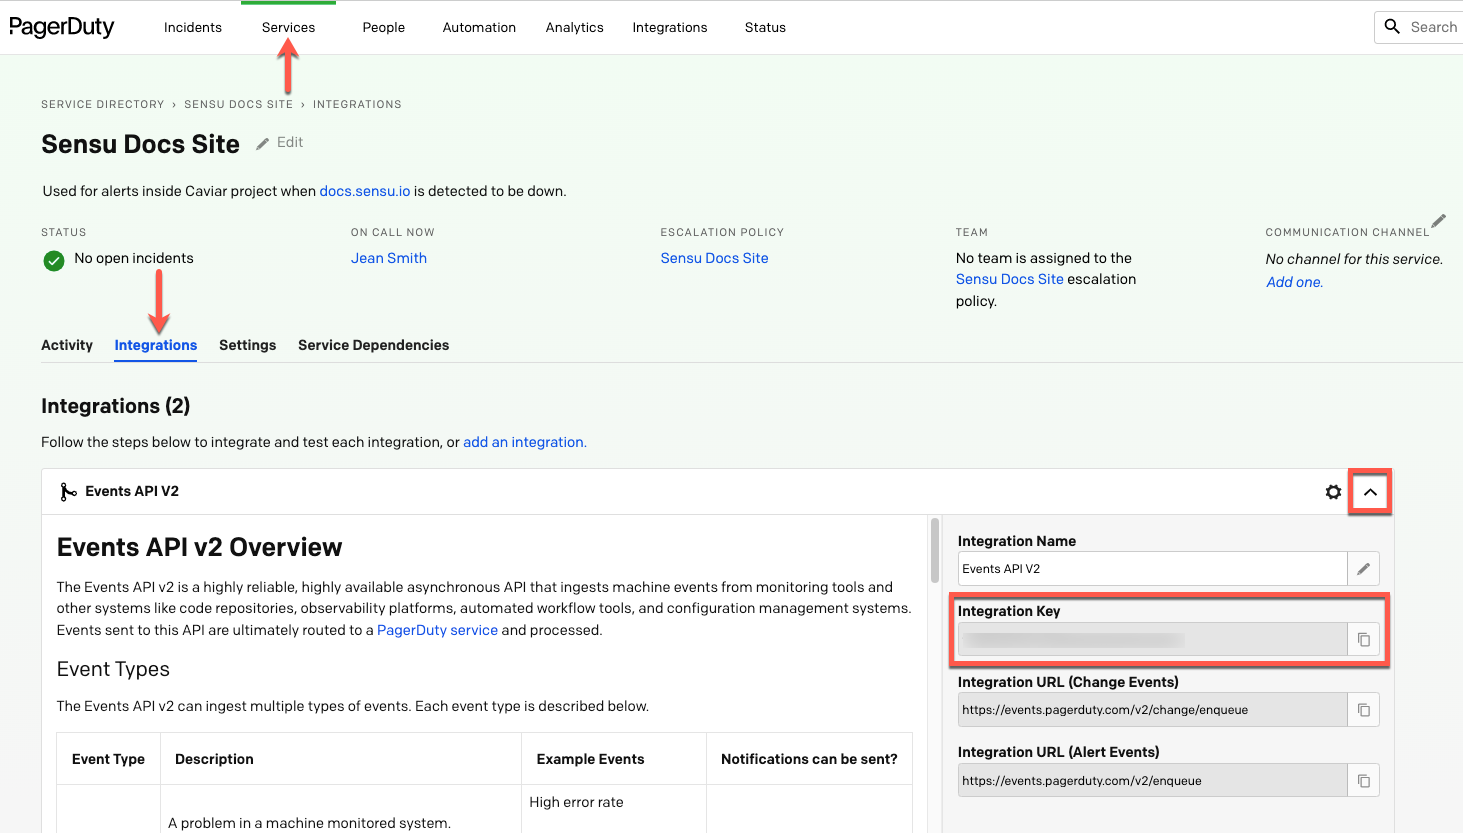 PagerDuty
Incidents
Services
People
Automation
Analytics
Integrations
Status
Search
SERVICE DIRECTORY › SENSU DOCS SITE › INTEGRATIONS
Sensu Docs Site
Edit
Used for alerts inside Caviar project when docs.sensu.io is detected to be down.
STATUS
No open incidents
ON CALL NOW
Jean Smith
ESCALATION POLICY
Sensu Docs Site
TEAM
No team is assigned to the
Sensu Docs Site escalation
policy.
COMMUNICATION CHANNEL
No channel for this service.
Add one.
Activity
Integrations
Settings
Service Dependencies
Integrations (2)
Follow the steps below to integrate and test each integration, or add an integration.
Events API V2
Events API v2 Overview
The Events API v2 is a highly reliable, highly available asynchronous API that ingests machine events from monitoring tools and
other systems like code repositories, observability platforms, automated workflow tools, and configuration management systems.
Events sent to this API are ultimately routed to a PagerDuty service and processed.
Event Types
The Events API v2 can ingest multiple types of events. Each event type is described below.
Event Type
Description
Example Events
Notifications can be sent?
High error rate
A problem in a machine monitored system.
Integration Name
Events API V2
Integration Key
Integration URL (Change Events)
https://events.pagerduty.com/v2/change/enqueue
Integration URL (Alert Events)
https://events.pagerduty.com/v2/enqueue